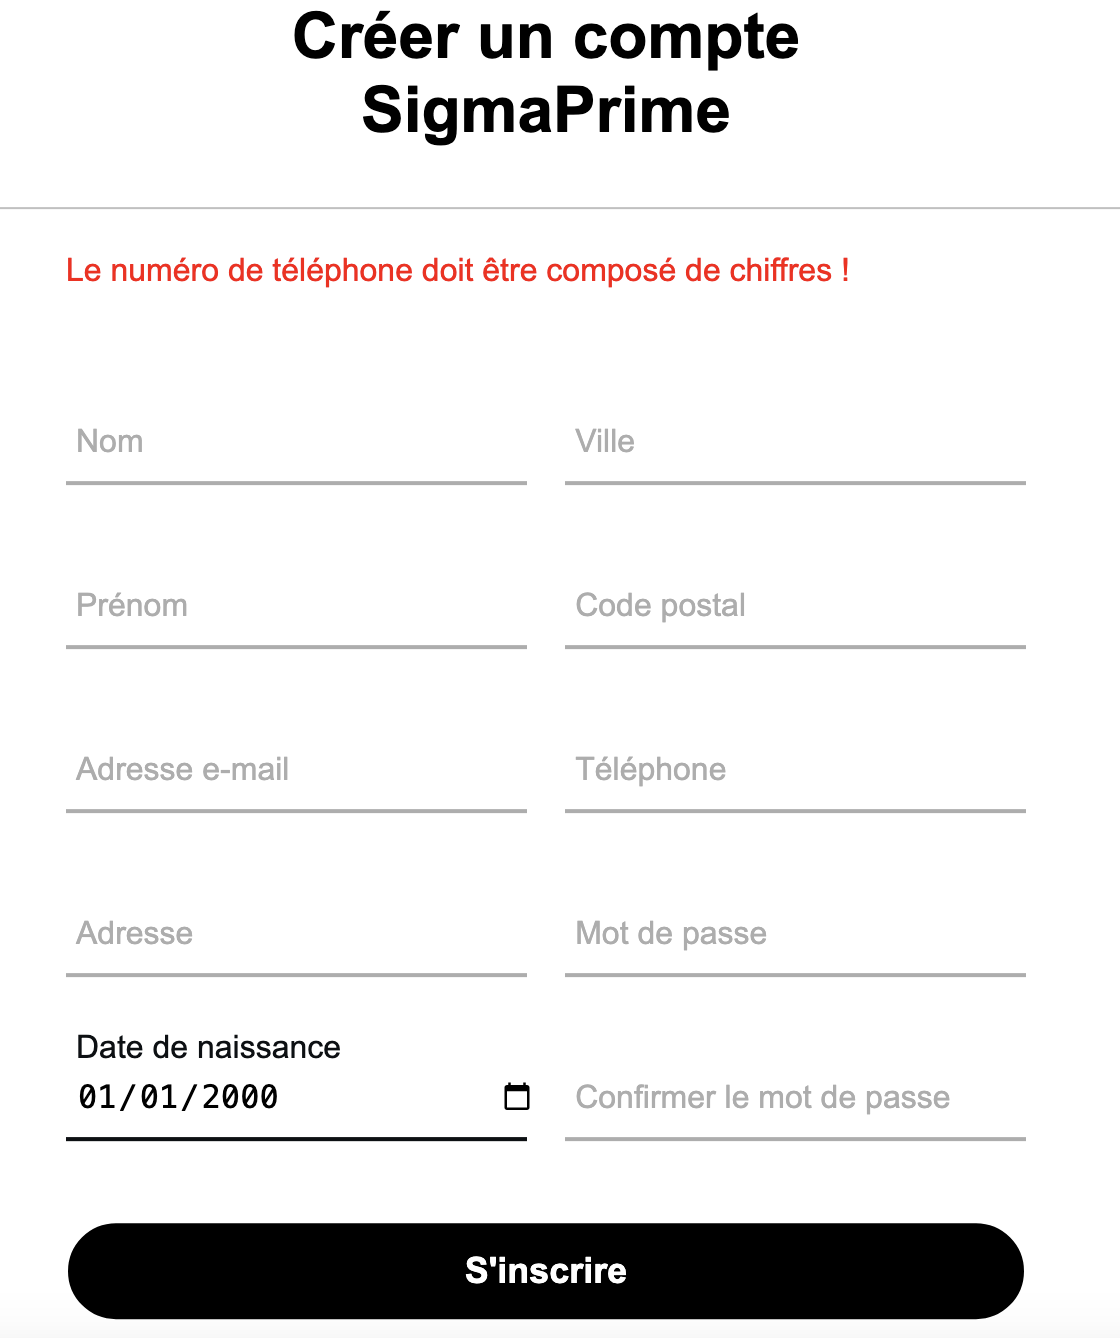 Créer un compte
SigmaPrime
Le numéro de téléphone doit être composé de chiffres !
Nom
Ville
Prénom
Code postal
Adresse e-mail
Téléphone
Adresse
Mot de passe
Date de naissance
01/01/2000
Confirmer le mot de passe
S'inscrire